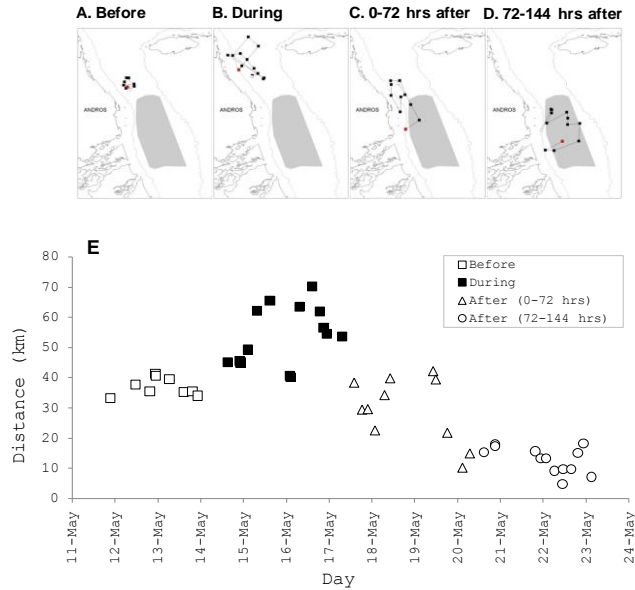 A. Before
B. During
C. 0-72 hrs after
D. 72-144 hrs after
ANDROS
ANDROS
ANDROS
ANDROS
E
Before
During
After (0-72 hrs)
After (72-144 hrs)
Distance (km)
80
70
60
50
40
30
20
10
0
11-May
12-May
13-May
14-May
15-May
16-May
17-May
18-May
19-May
20-May
21-May
22-May
23-May
24-May
Day